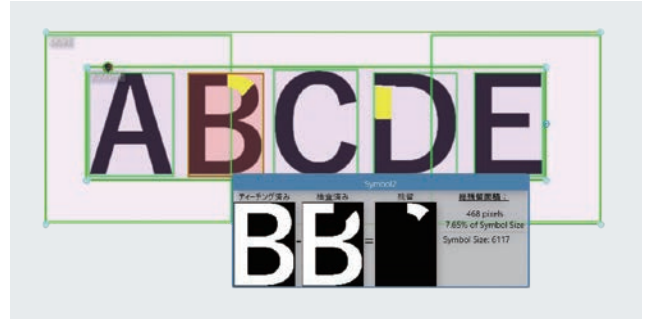 ABCDE
Symbol2
ティーチング済み 検査済み 残留 総残留面積：
B - B =
468 pixels
7.65% of Symbol Size
Symbol Size: 6117